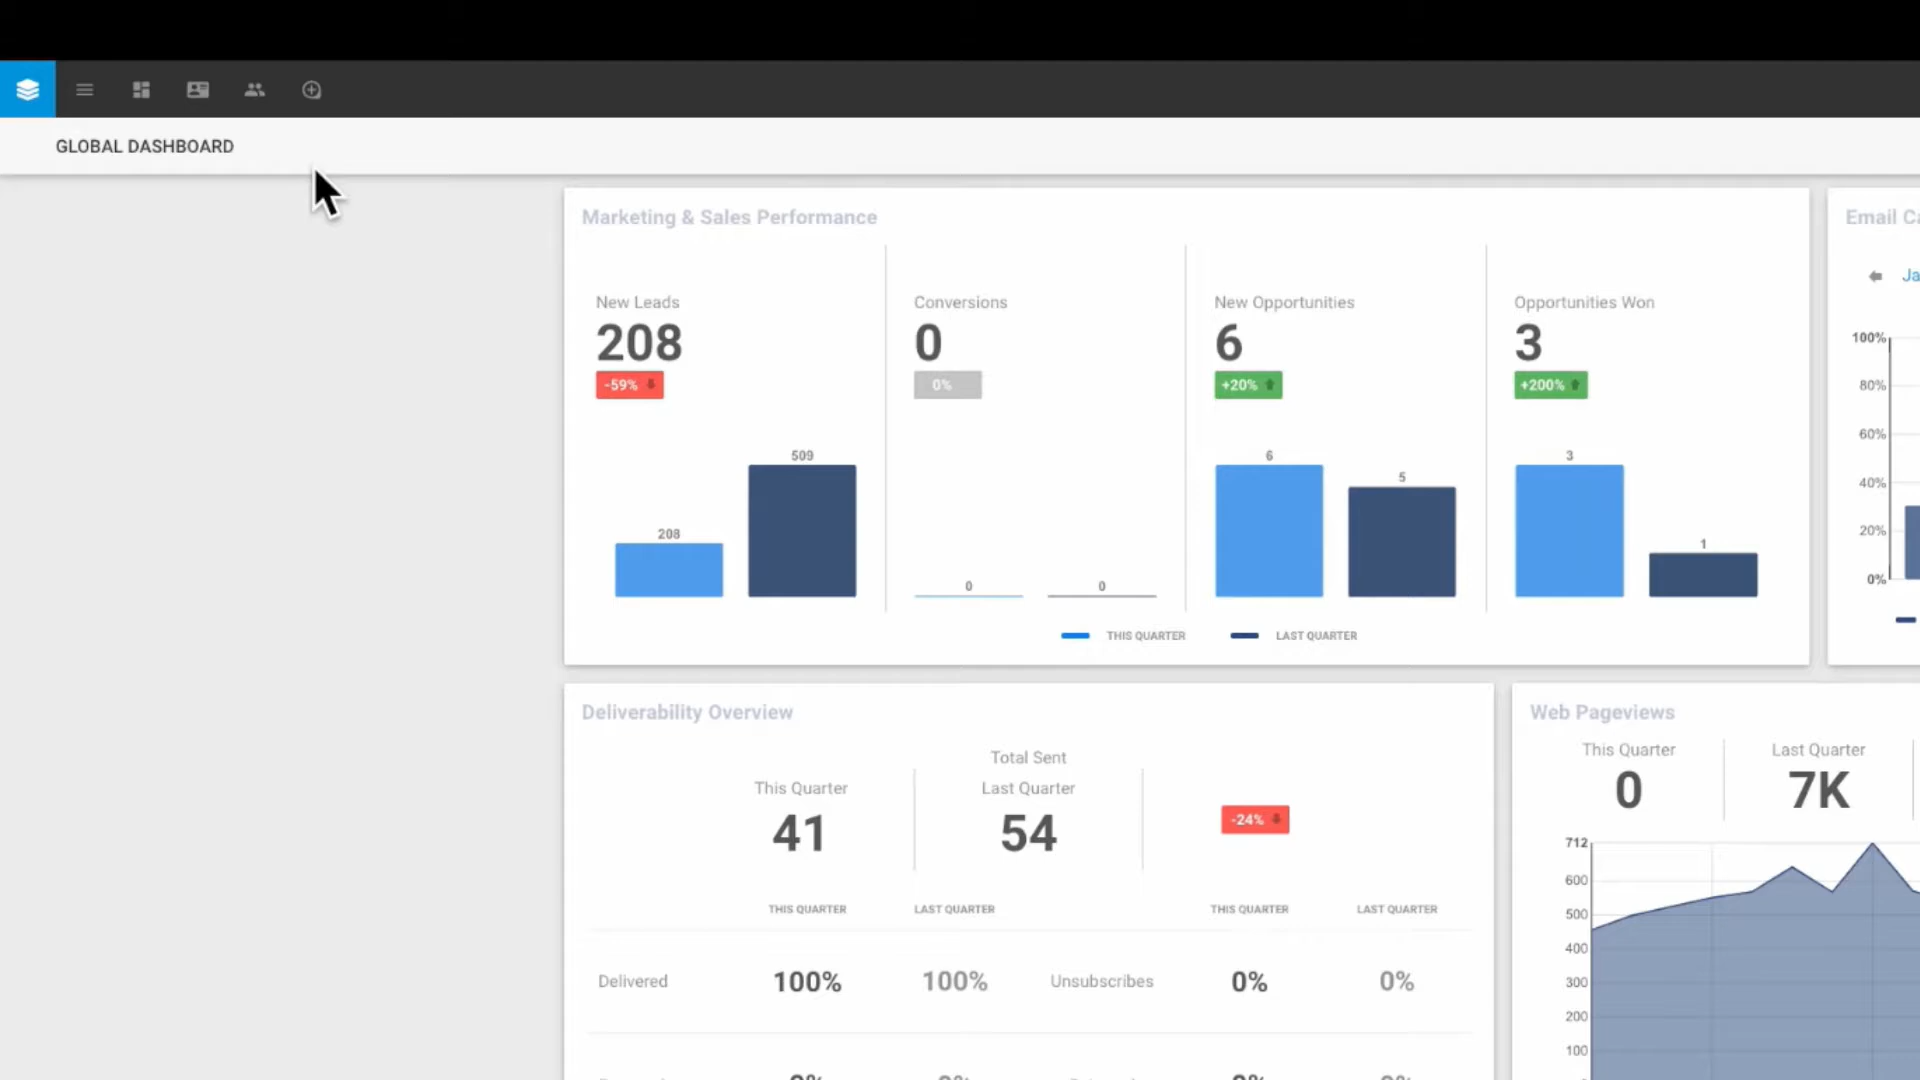 GLOBAL DASHBOARD
Marketing & Sales Performance
New Leads
208
-59%
509
208
Conversions
0
0%
0
0
New Opportunities
6
+20%
6
5
Opportunities Won
3
+200%
3
1
THIS QUARTER
LAST QUARTER
Email
100%
80%
60%
40%
20%
0%
Deliverability Overview
Total Sent
This Quarter
41
Last Quarter
54
-24%
THIS QUARTER LAST QUARTER THIS QUARTER LAST QUARTER
Delivered 100% 100% Unsubscribes 0% 0%
Web Pageviews
This Quarter
0
Last Quarter
7K
712
600
500
400
300
200
100